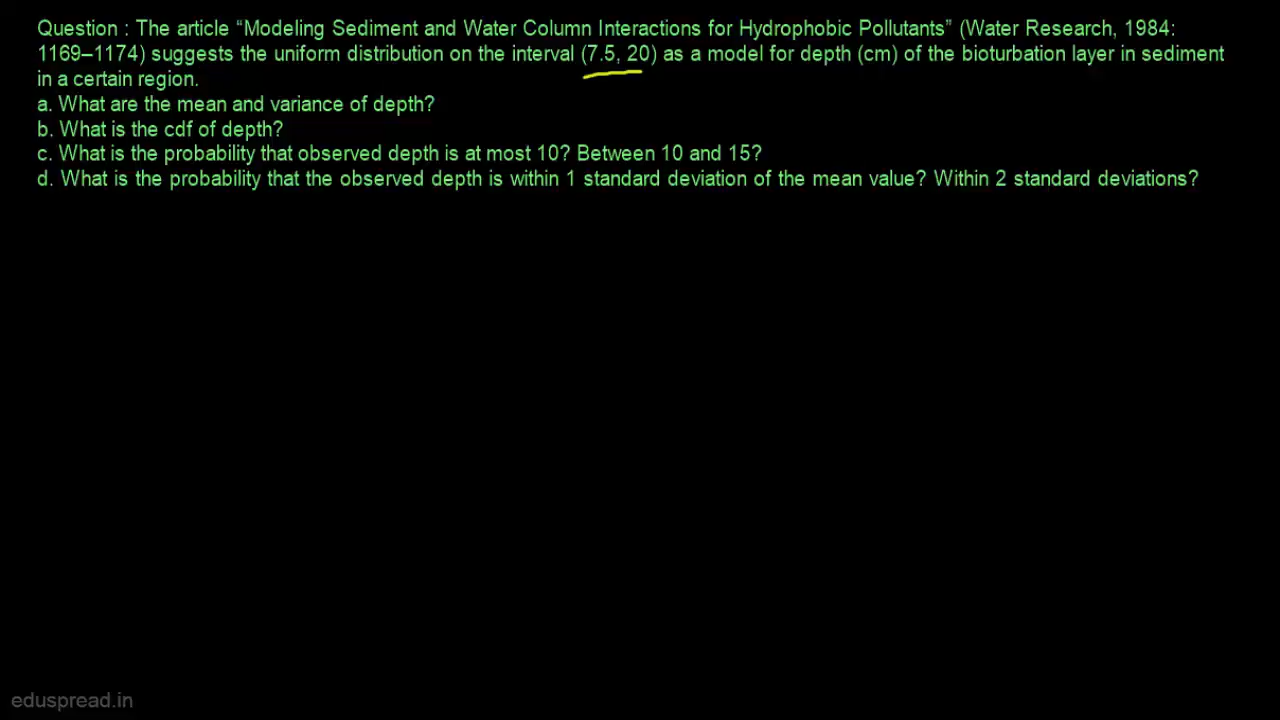 Question : The article “Modeling Sediment and Water Column Interactions for Hydrophobic Pollutants” (Water Research, 1984:
1169–1174) suggests the uniform distribution on the interval (7.5, 20) as a model for depth (cm) of the bioturbation layer in sediment
in a certain region.
a. What are the mean and variance of depth?
b. What is the cdf of depth?
c. What is the probability that observed depth is at most 10? Between 10 and 15?
d. What is the probability that the observed depth is within 1 standard deviation of the mean value? Within 2 standard deviations?
eduspread.in